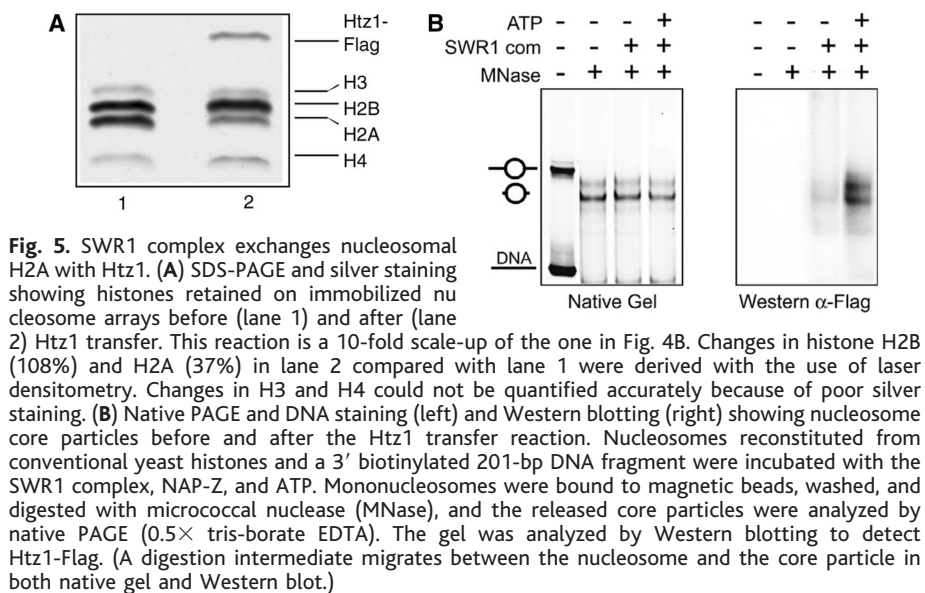 A
Htz1-
Flag
H3
H2B
H2A
H4
1 2
B
ATP - - - + - - - +
SWR1 com - - + + - - + +
MNase - + + + - + + +
DNA
Native Gel
Western α-Flag
Fig. 5. SWR1 complex exchanges nucleosomal
H2A with Htz1. (A) SDS-PAGE and silver staining
showing histones retained on immobilized nu
cleosome arrays before (lane 1) and after (lane
2) Htz1 transfer. This reaction is a 10-fold scale-up of the one in Fig. 4B. Changes in histone H2B
(108%) and H2A (37%) in lane 2 compared with lane 1 were derived with the use of laser
densitometry. Changes in H3 and H4 could not be quantified accurately because of poor silver
staining. (B) Native PAGE and DNA staining (left) and Western blotting (right) showing nucleosome
core particles before and after the Htz1 transfer reaction. Nucleosomes reconstituted from
conventional yeast histones and a 3′ biotinylated 201-bp DNA fragment were incubated with the
SWR1 complex, NAP-Z, and ATP. Mononucleosomes were bound to magnetic beads, washed, and
digested with micrococcal nuclease (MNase), and the released core particles were analyzed by
native PAGE (0.5× tris-borate EDTA). The gel was analyzed by Western blotting to detect
Htz1-Flag. (A digestion intermediate migrates between the nucleosome and the core particle in
both native gel and Western blot.)